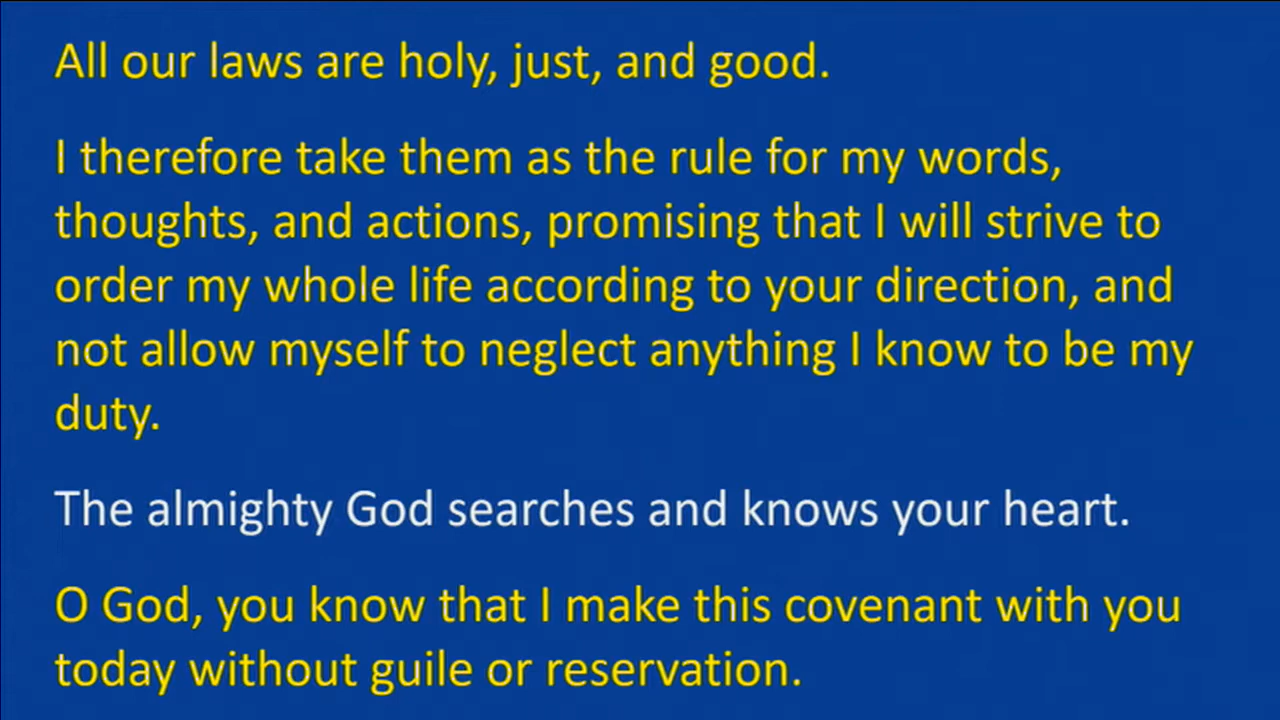 All our laws are holy, just, and good.
I therefore take them as the rule for my words,
thoughts, and actions, promising that I will strive to
order my whole life according to your direction, and
not allow myself to neglect anything I know to be my
duty.
The almighty God searches and knows your heart.
O God, you know that I make this covenant with you
today without guile or reservation.